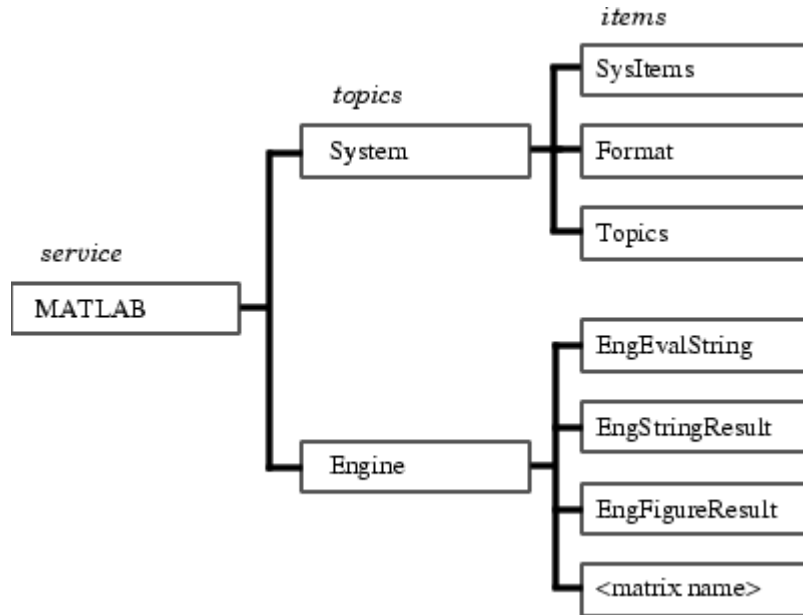 items
SysItems
topics
System
Format
Topics
service
MATLAB
EngEvalString
EngStringResult
Engine
EngFigureResult
<matrix name>